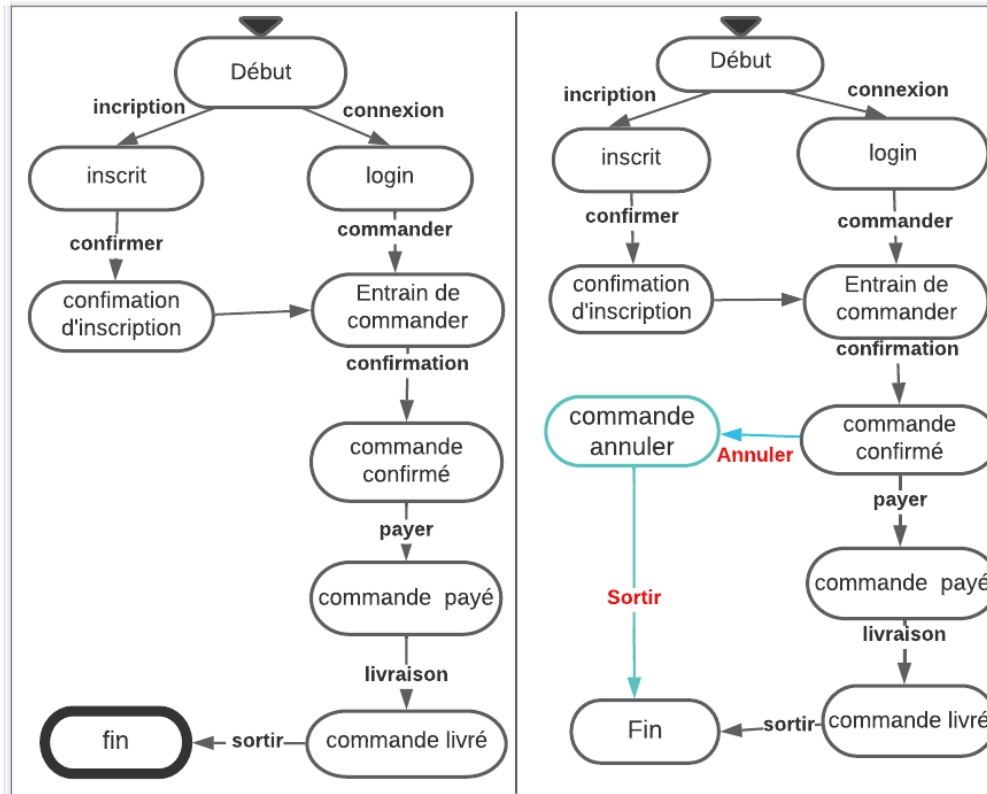 Début
incription
connexion
inscrit
login
confirmer
commander
confimation
d'inscription
Entrain de
commander
confirmation
commande
confirmé
payer
commande payé
livraison
fin
sortir
commande livré
Début
incription
connexion
inscrit
login
confirmer
commander
confimation
d'inscription
Entrain de
commander
confirmation
commande
annuler
Annuler
commande
confirmé
payer
commande payé
Sortir
livraison
Fin
sortir
commande livré